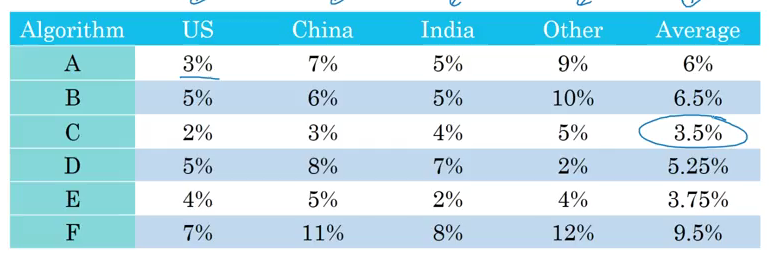 Algorithm US China India Other Average
A 3% 7% 5% 9% 6%
B 5% 6% 5% 10% 6.5%
C 2% 3% 4% 5% 3.5%
D 5% 8% 7% 2% 5.25%
E 4% 5% 2% 4% 3.75%
F 7% 11% 8% 12% 9.5%